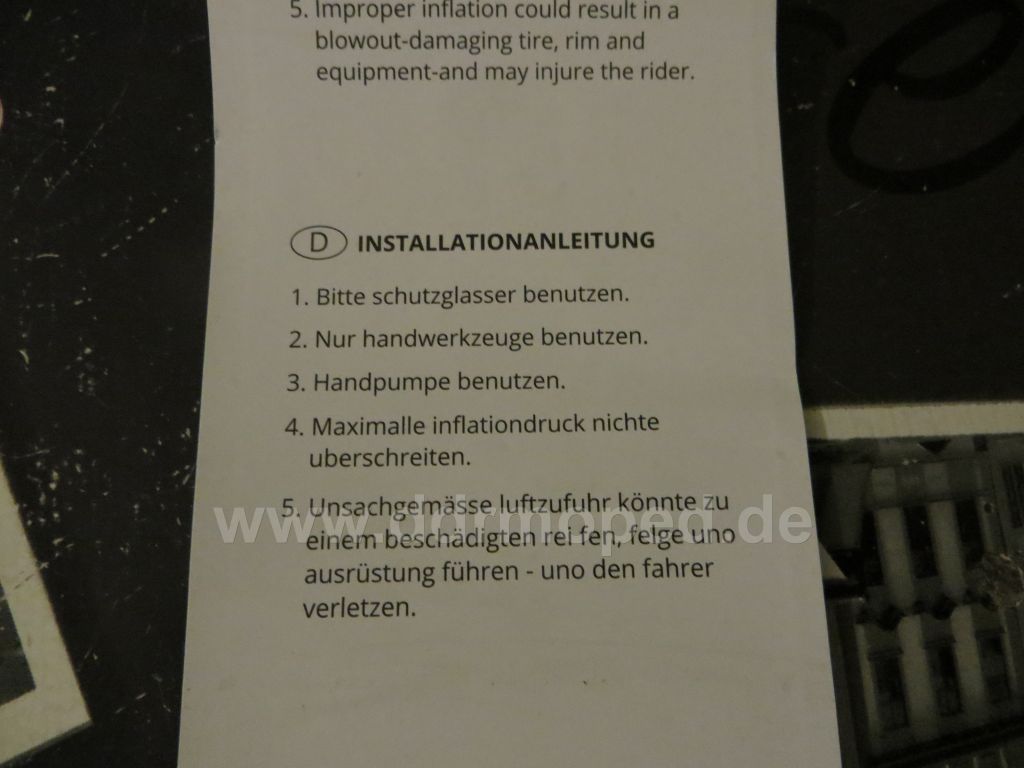 5. Improper inflation could result in a
blowout-damaging tire, rim and
equipment-and may injure the rider.
D INSTALLATIONANLEITUNG
1. Bitte schutzglasser benutzen.
2. Nur handwerkzeuge benutzen.
3. Handpumpe benutzen.
4. Maximalle inflationdruck nichte
uberschreiten.
5. Unsachgemässe luftzufuhr könnte zu
www.ddrmoped.de
einem beschädigten rei fen, felge uno
ausrüstung führen - uno den fahrer
verletzen.